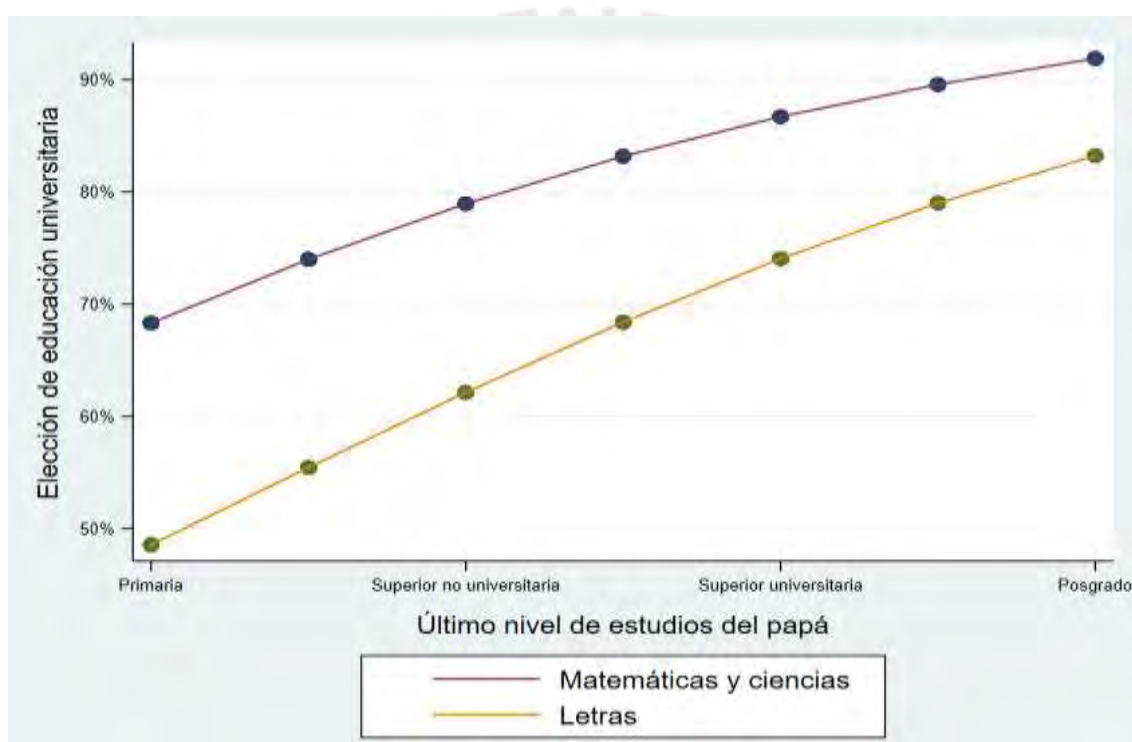 90%
80%
70%
60%
50%
Elección de educación universitaria
Primaria
Superior no universitaria
Superior universitaria
Posgrado
Último nivel de estudios del papá
Matemáticas y ciencias
Letras